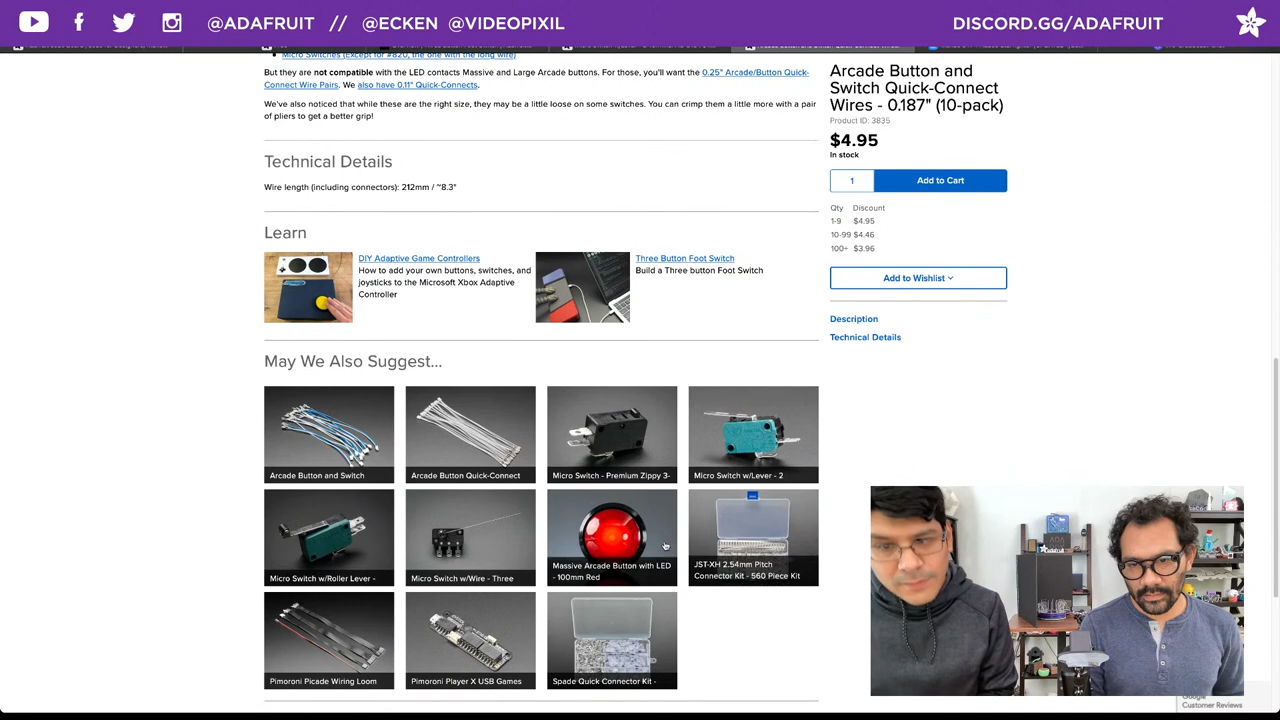 @ADAFRUIT // @ECKEN @VIDEOPIXIL
DISCORD.GG/ADAFRUIT
Micro Switches (Except for #820, the one with the long wire)
But they are not compatible with the LED contacts Massive and Large Arcade buttons. For those, you'll want the 0.25" Arcade/Button Quick-
Connect Wire Pairs. We also have 0.11" Quick-Connects.
We've also noticed that while these are the right size, they may be a little loose on some switches. You can crimp them a little more with a pair
of pliers to get a better grip!
Technical Details
Wire length (including connectors): 212mm / ~8.3"
Learn
DIY Adaptive Game Controllers
How to add your own buttons, switches, and
joysticks to the Microsoft Xbox Adaptive
Controller
Three Button Foot Switch
Build a Three button Foot Switch
May We Also Suggest...
Arcade Button and Switch
Arcade Button Quick-Connect
Micro Switch - Premium Zippy 3-
Micro Switch w/Lever - 2
Micro Switch w/Roller Lever -
Micro Switch w/Wire - Three
Massive Arcade Button with LED
- 100mm Red
JST-XH 2.54mm Pitch
Connector Kit - 560 Piece Kit
Pimoroni Picade Wiring Loom
Pimoroni Player X USB Games
Spade Quick Connector Kit -
Arcade Button and
Switch Quick-Connect
Wires - 0.187" (10-pack)
Product ID: 3835
$4.95
In stock
1
Add to Cart
Qty Discount
1-9 $4.95
10-99 $4.46
100+ $3.96
Add to Wishlist
Description
Technical Details
Google
Customer Reviews